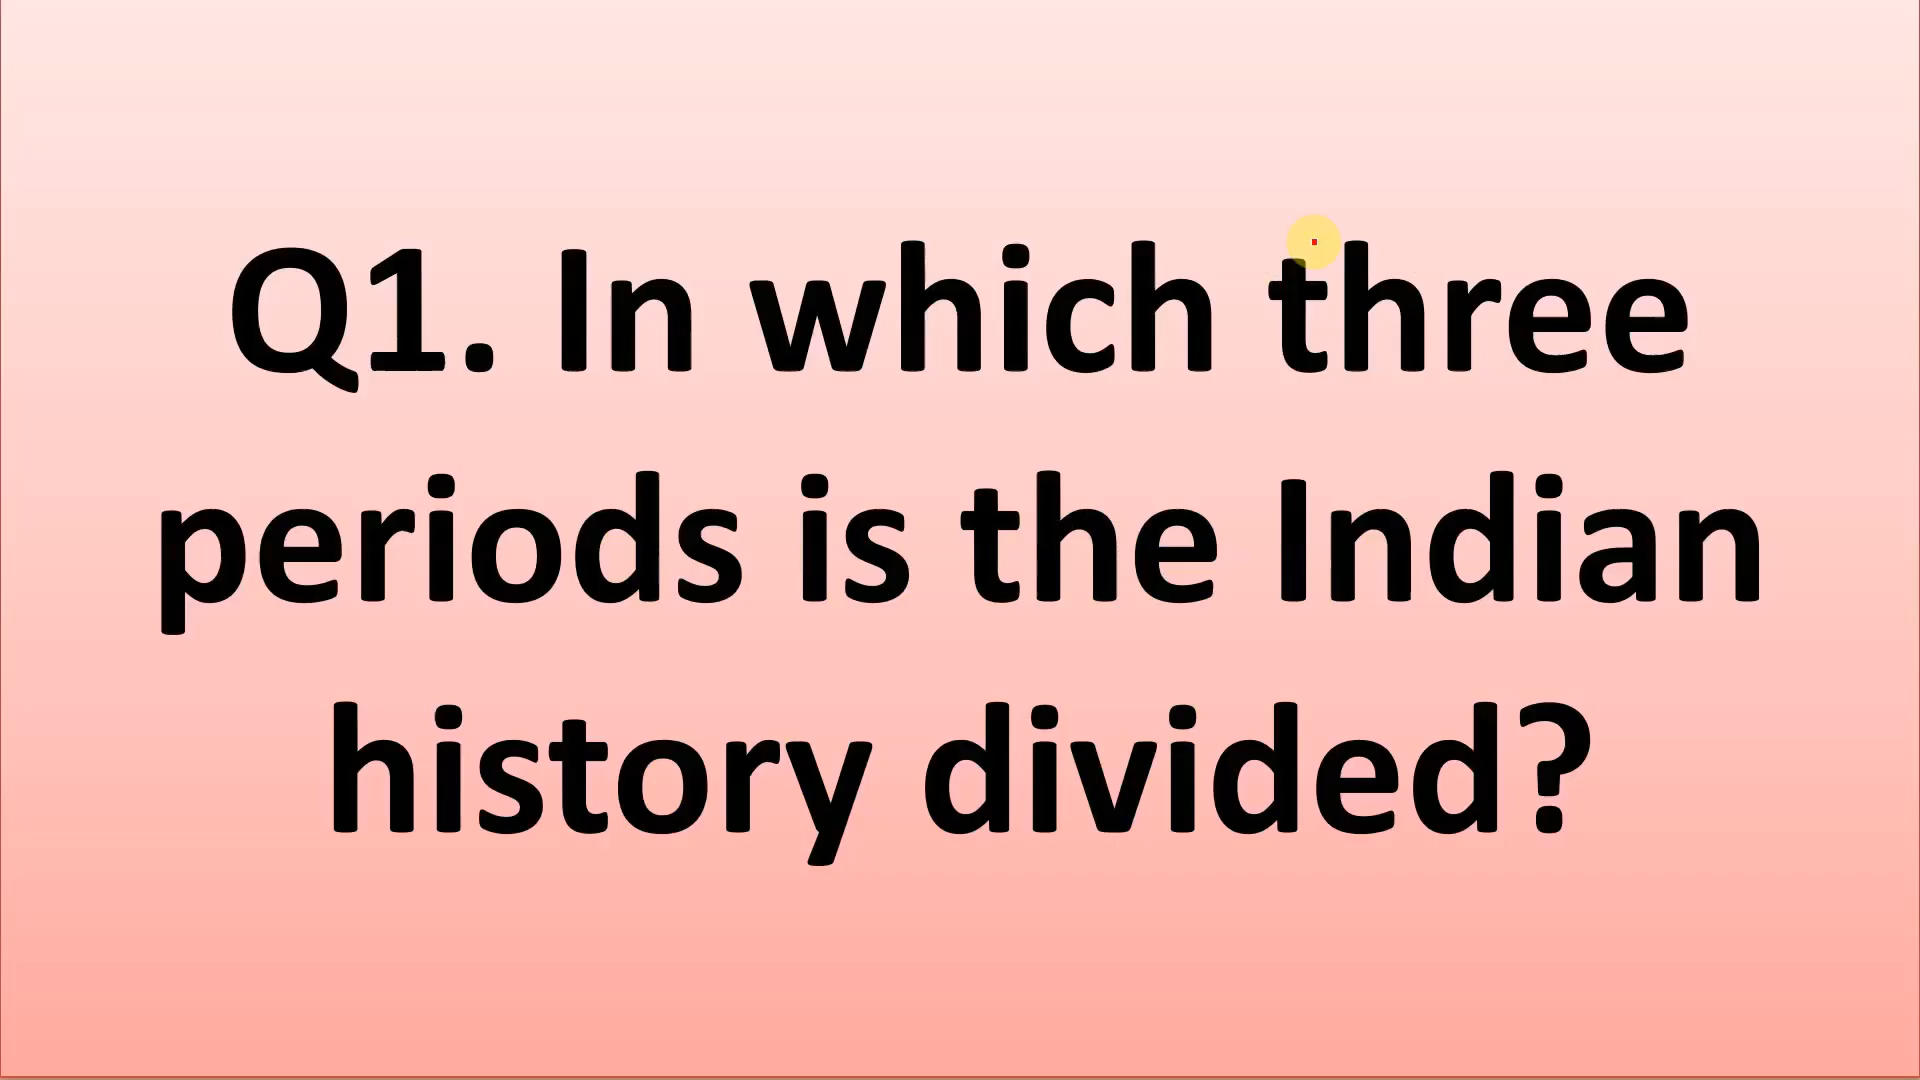 Q1. In which three
periods is the Indian
history divided?